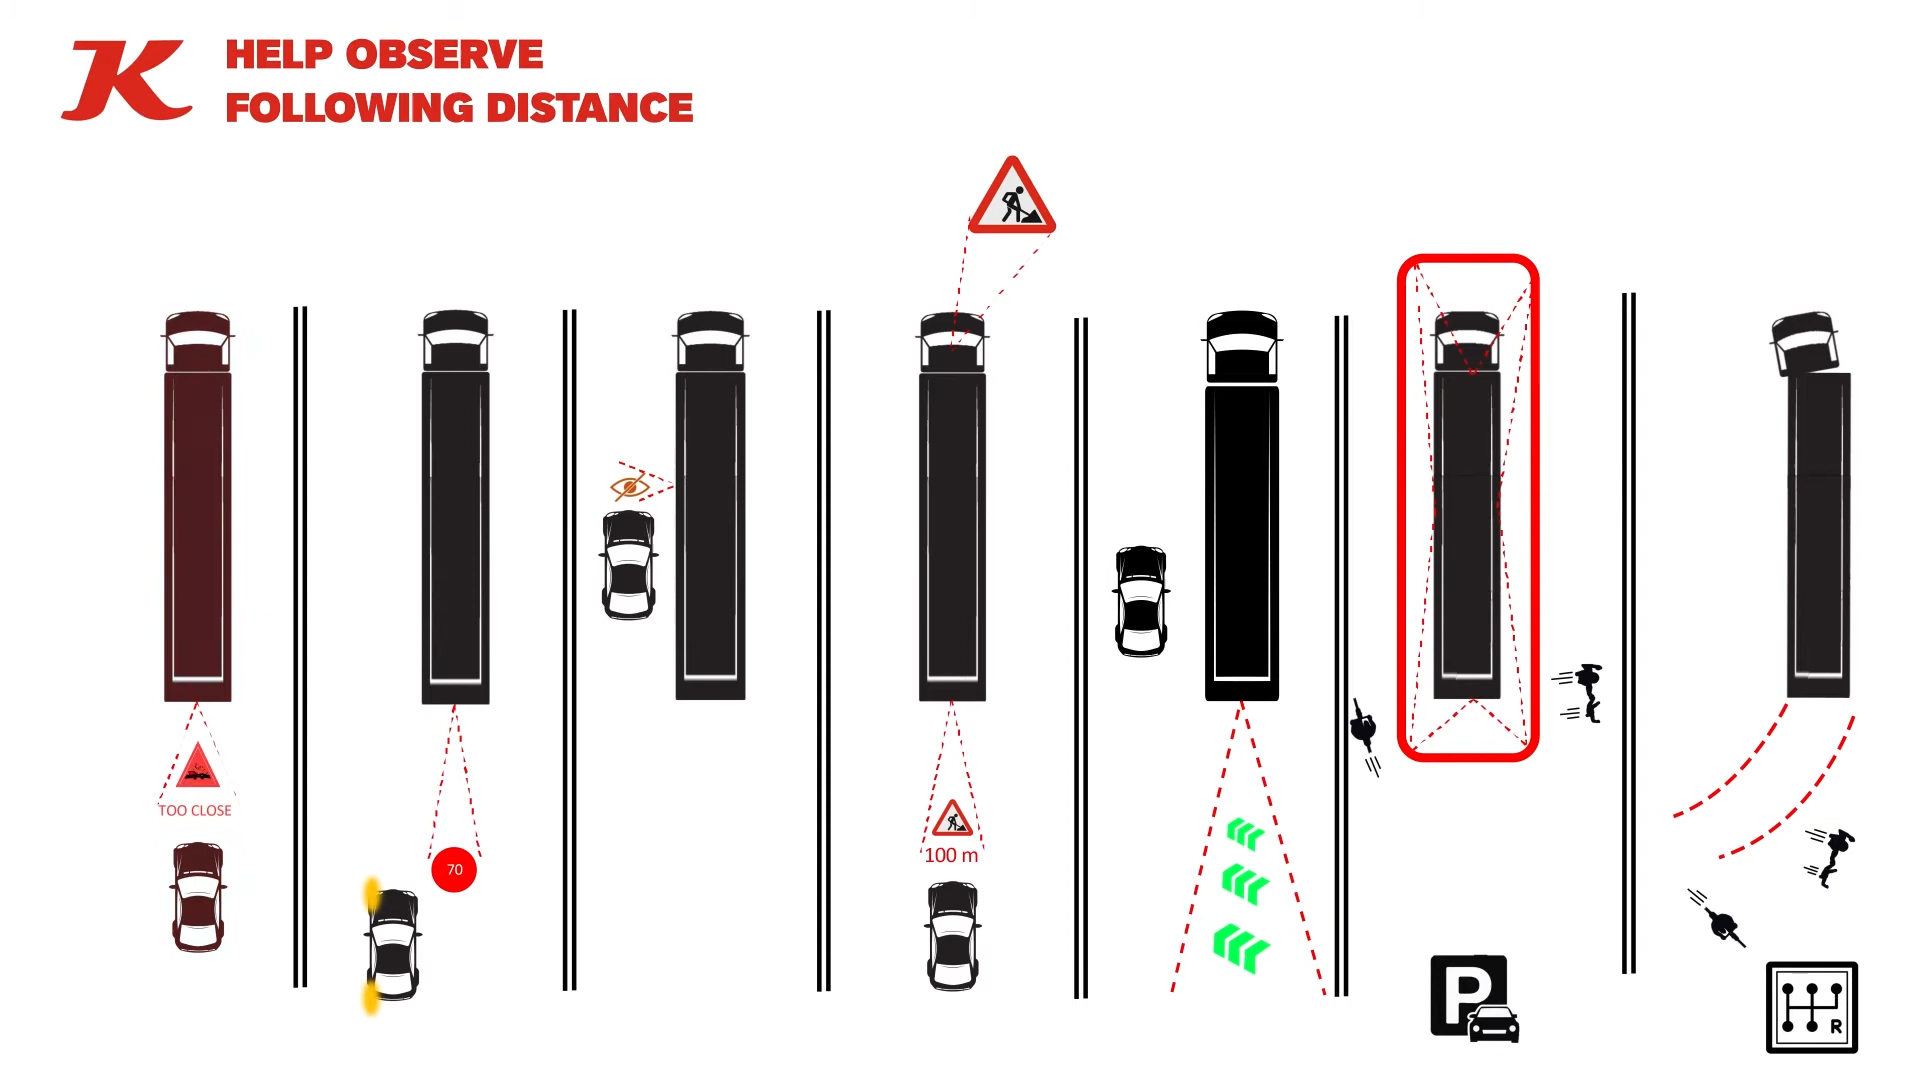 K
HELP OBSERVE
FOLLOWING DISTANCE
TOO CLOSE
70
100 m
P
R